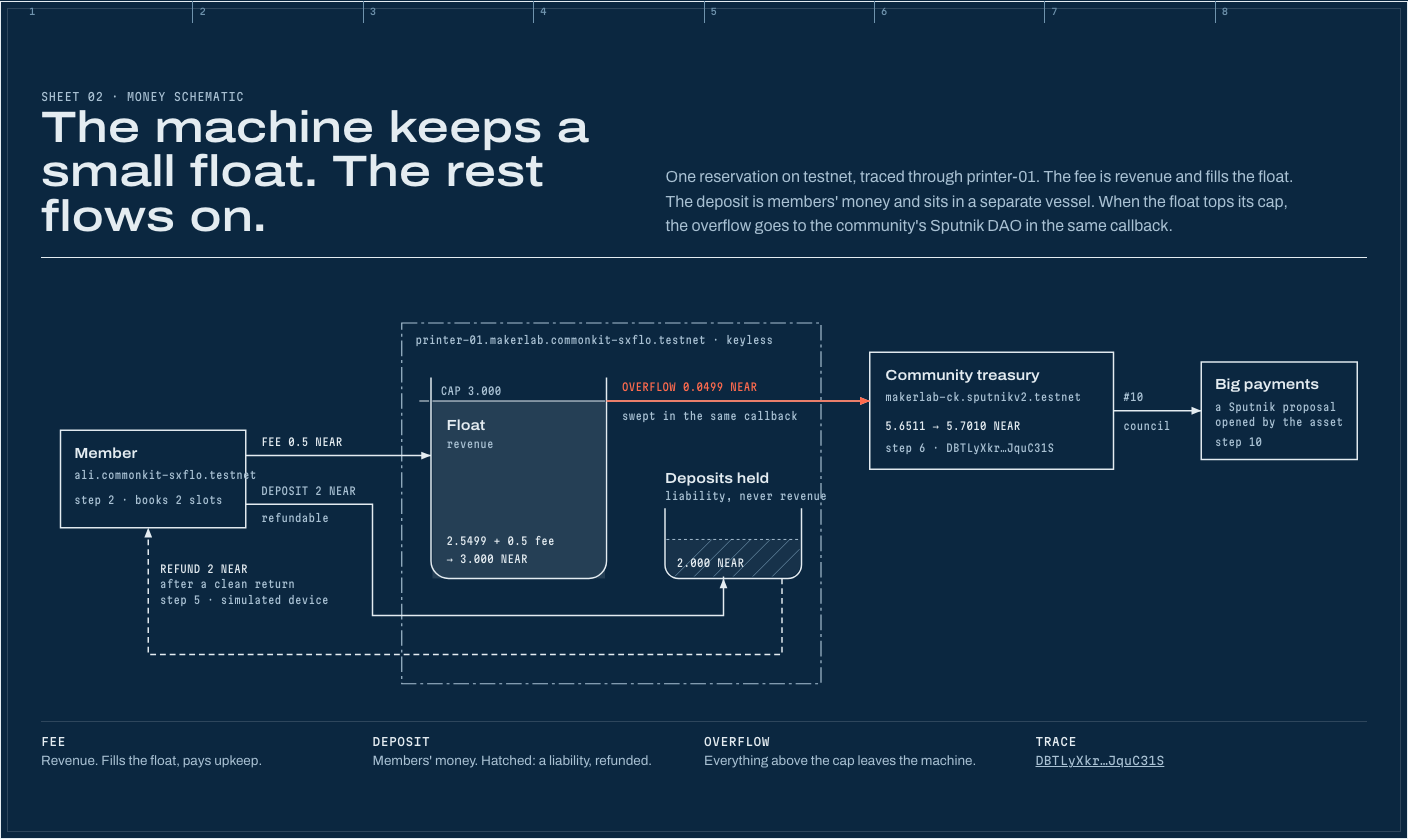 1 2 3 4 5 6 7 8
SHEET 02 · MONEY SCHEMATIC
The machine keeps a
small float. The rest
flows on.
One reservation on testnet, traced through printer-01. The fee is revenue and fills the float.
The deposit is members' money and sits in a separate vessel. When the float tops its cap,
the overflow goes to the community's Sputnik DAO in the same callback.
printer-01.makerlab.commonkit-sxflo.testnet · keyless
Member
ali.commonkit-sxflo.testnet
step 2 · books 2 slots
FEE 0.5 NEAR
DEPOSIT 2 NEAR
refundable
REFUND 2 NEAR
after a clean return
step 5 · simulated device
CAP 3.000
Float
revenue
2.5499 + 0.5 fee
→ 3.000 NEAR
OVERFLOW 0.0499 NEAR
swept in the same callback
Deposits held
liability, never revenue
2.000 NEAR
Community treasury
makerlab-ck.sputnikv2.testnet
5.6511 → 5.7010 NEAR
step 6 · DBTLyXkr…JquC31S
#10
council
Big payments
a Sputnik proposal
opened by the asset
step 10
FEE
Revenue. Fills the float, pays upkeep.
DEPOSIT
Members' money. Hatched: a liability, refunded.
OVERFLOW
Everything above the cap leaves the machine.
TRACE
DBTLyXkr…JquC31S